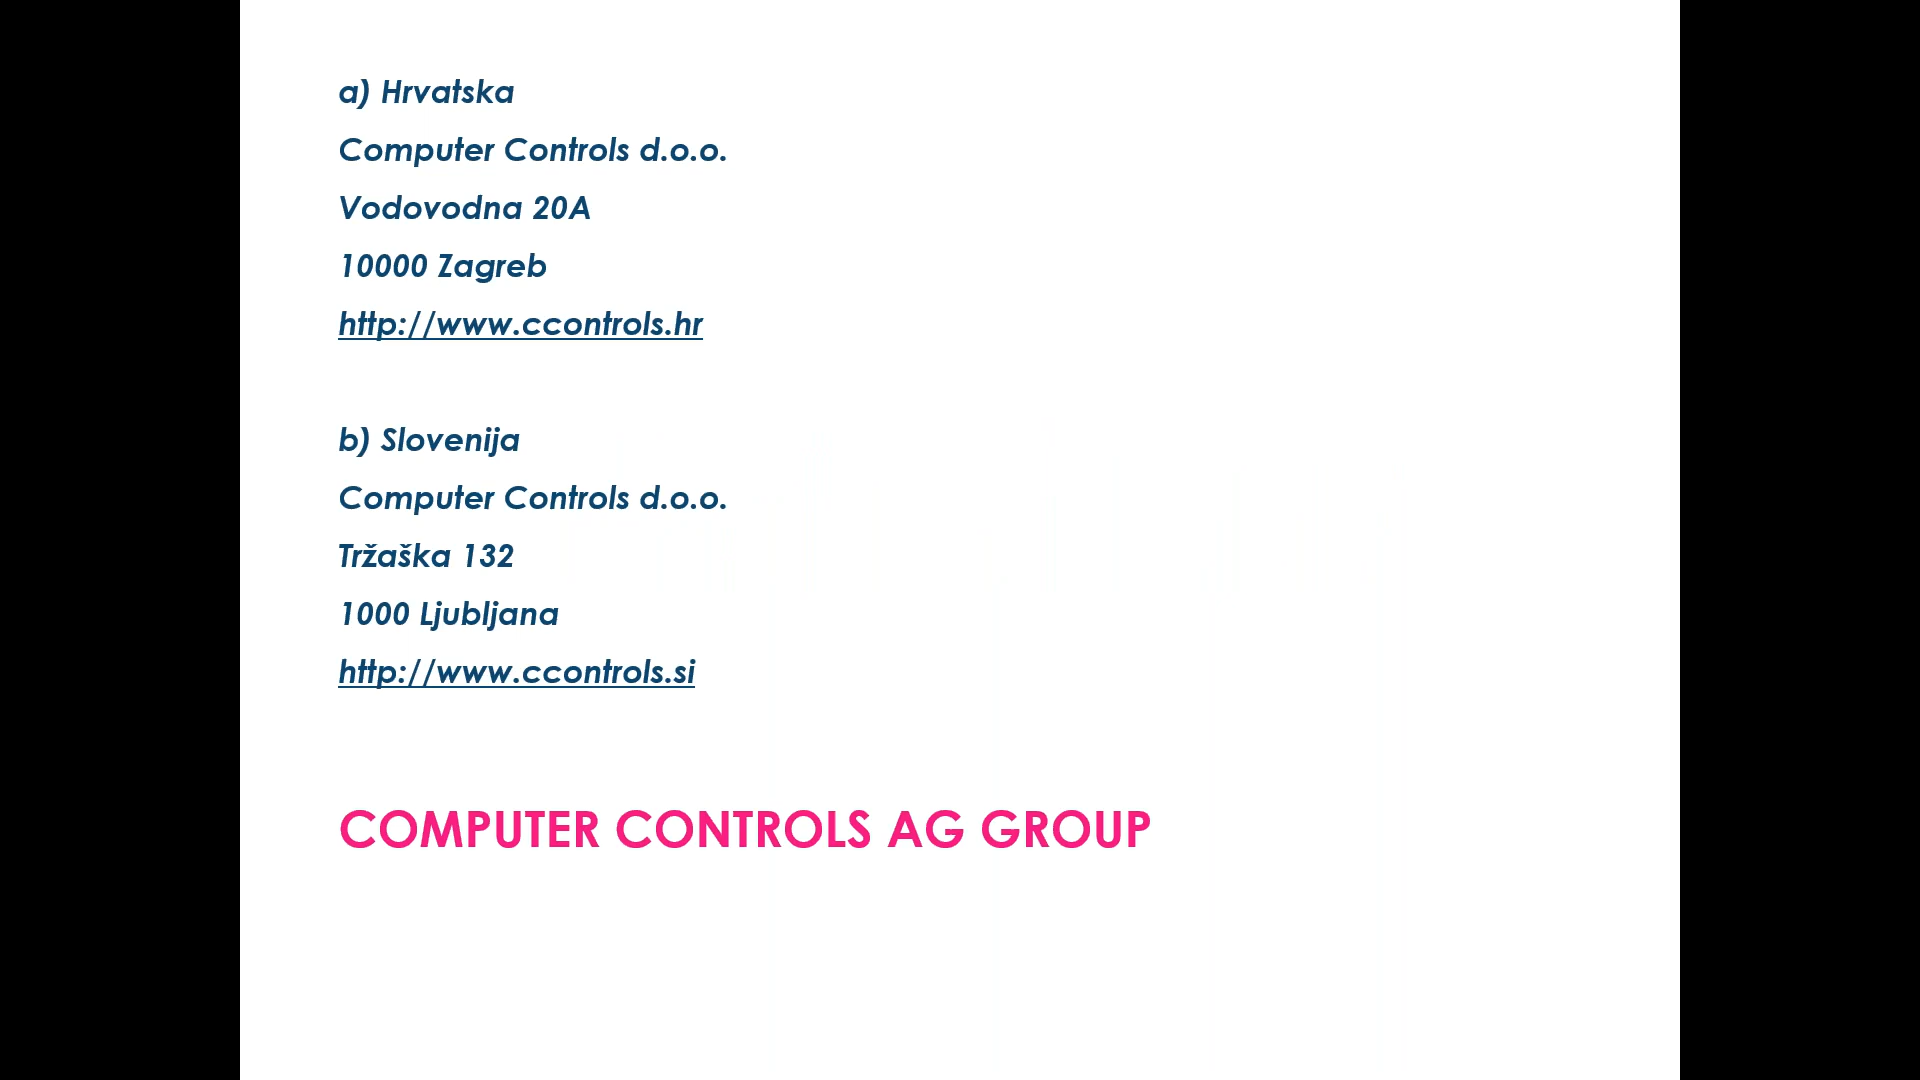 a) Hrvatska
Computer Controls d.o.o.
Vodovodna 20A
10000 Zagreb
http://www.ccontrols.hr
b) Slovenija
Computer Controls d.o.o.
Tržaška 132
1000 Ljubljana
http://www.ccontrols.si
COMPUTER CONTROLS AG GROUP